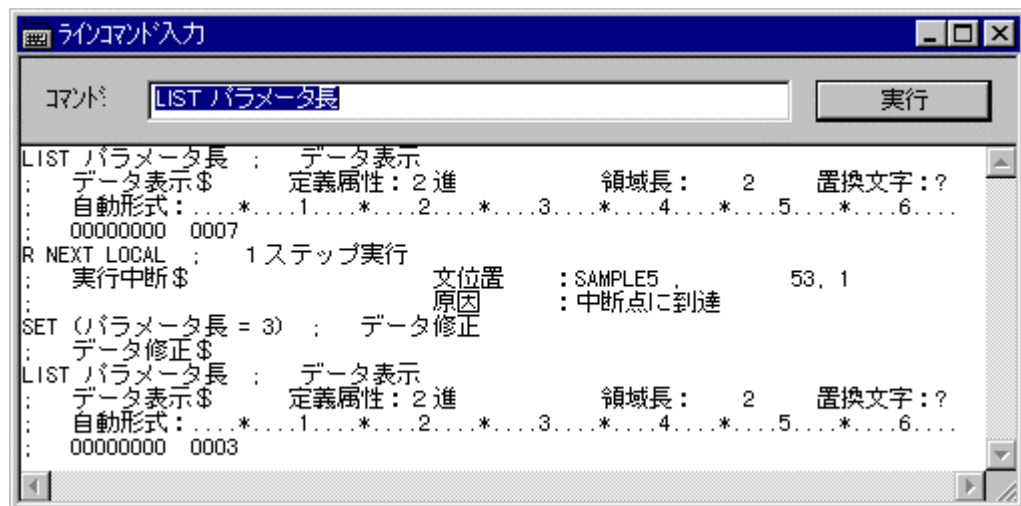 ラインコマンド入力
コマンド: LIST パラメータ長 実行
LIST パラメータ長 ; データ表示
; データ表示$ 定義属性:2進 領域長: 2 置換文字:?
; 自動形式:....*....1....*....2....*....3....*....4....*....5....*....6....
; 00000000 0007
R NEXT LOCAL ; 1ステップ実行
; 実行中断$ 文位置 :SAMPLE5 , 53, 1
; 原因 :中断点に到達
SET (パラメータ長 = 3) ; データ修正
; データ修正$
LIST パラメータ長 ; データ表示
; データ表示$ 定義属性:2進 領域長: 2 置換文字:?
; 自動形式:....*....1....*....2....*....3....*....4....*....5....*....6....
; 00000000 0003